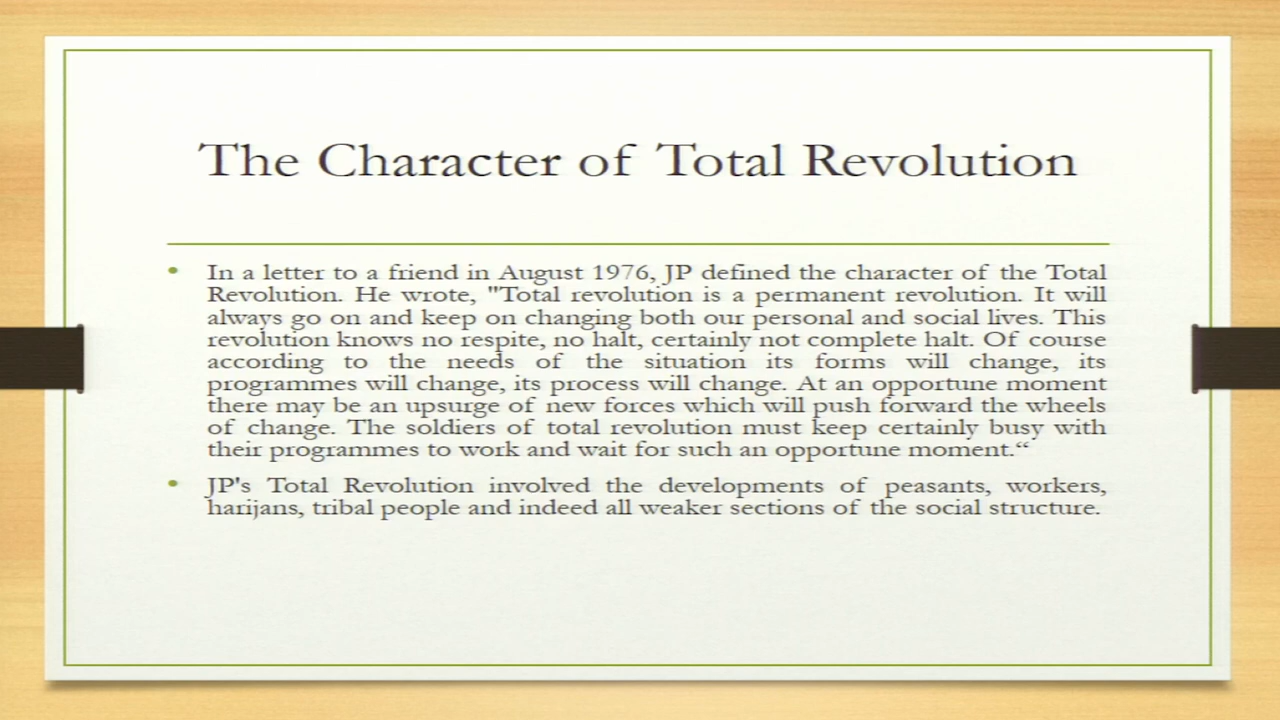 The Character of Total Revolution
• In a letter to a friend in August 1976, JP defined the character of the Total
Revolution. He wrote, "Total revolution is a permanent revolution. It will
always go on and keep on changing both our personal and social lives. This
revolution knows no respite, no halt, certainly not complete halt. Of course
according to the needs of the situation its forms will change, its
programmes will change, its process will change. At an opportune moment
there may be an upsurge of new forces which will push forward the wheels
of change. The soldiers of total revolution must keep certainly busy with
their programmes to work and wait for such an opportune moment.“
• JP's Total Revolution involved the developments of peasants, workers,
harijans, tribal people and indeed all weaker sections of the social structure.